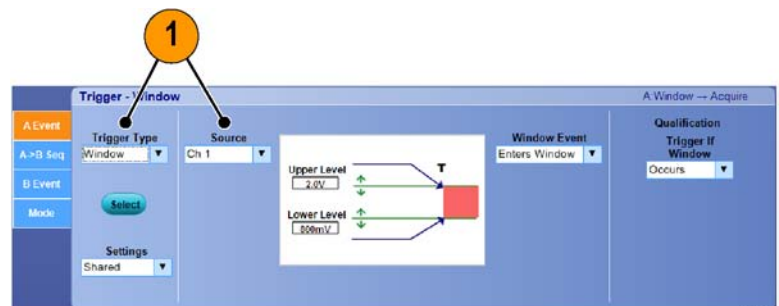 1
Trigger - Window
A:Window → Acquire
A Event
A->B Seq
B Event
Mode
Trigger Type
Window
Select
Settings
Shared
Source
Ch 1
Upper Level
2.0V
Lower Level
800mV
T
Window Event
Enters Window
Qualification
Trigger If
Window
Occurs